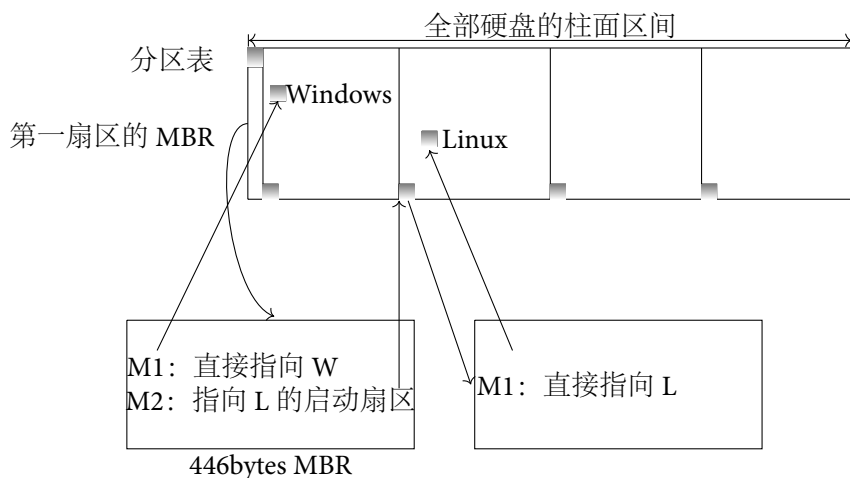 全部硬盘的柱面区间
分区表
Windows
第一扇区的 MBR
Linux
M1：直接指向 W
M2：指向 L 的启动扇区
M1：直接指向 L
446bytes MBR